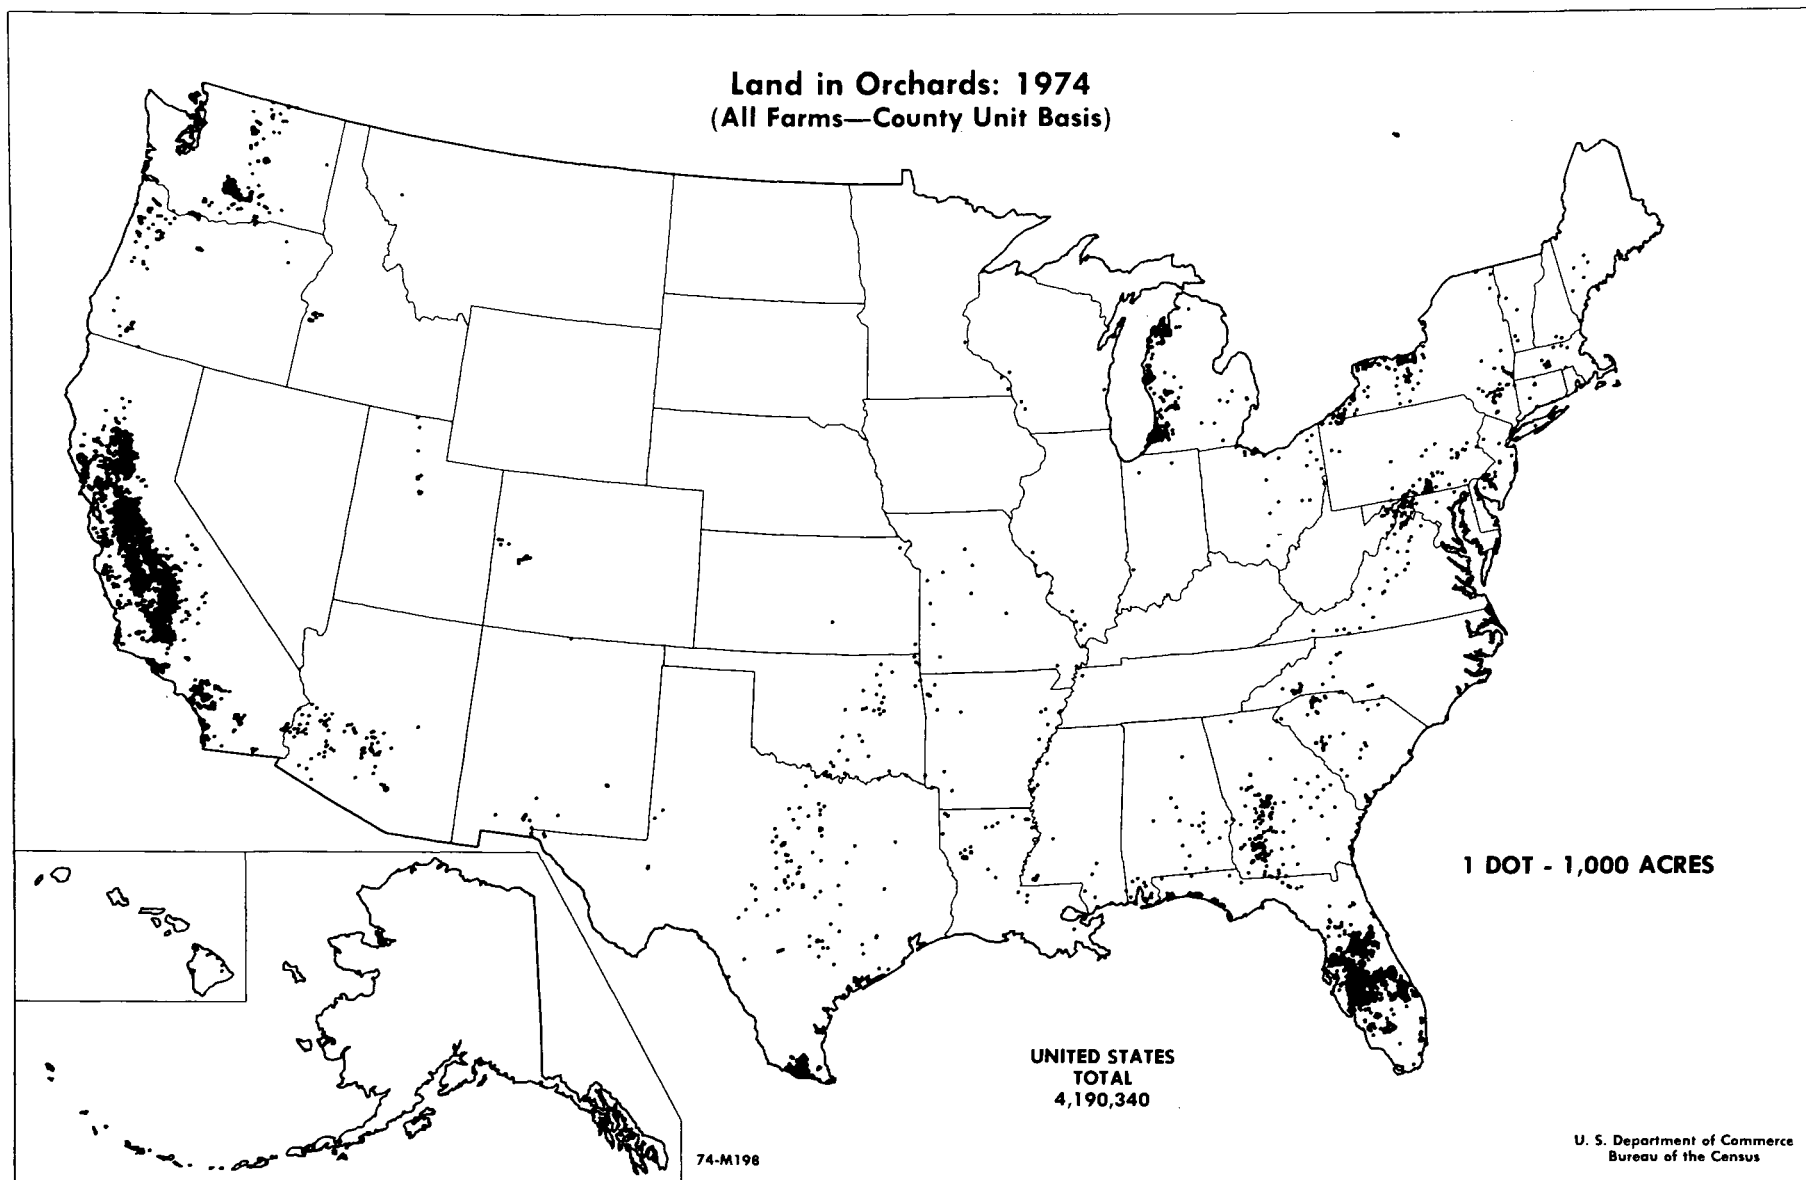 Land in Orchards: 1974
(All Farms—County Unit Basis)
1 DOT - 1,000 ACRES
UNITED STATES
TOTAL
4,190,340
74-M198
U. S. Department of Commerce
Bureau of the Census